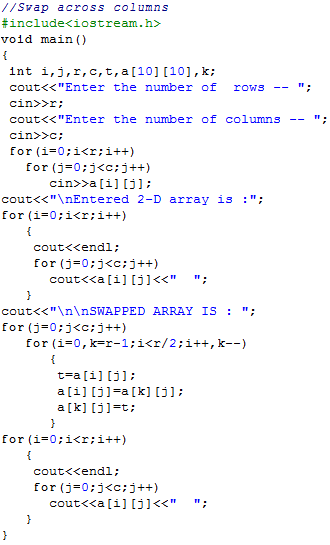 //Swap across columns
#include<iostream.h>
void main()
{
int i,j,r,c,t,a[10][10],k;
cout<<"Enter the number of  rows -- ";
cin>>r;
cout<<"Enter the number of columns -- ";
cin>>c;
for(i=0;i<r;i++)
for(j=0;j<c;j++)
cin>>a[i][j];
cout<<"\nEntered 2-D array is :";
for(i=0;i<r;i++)
{
cout<<endl;
for(j=0;j<c;j++)
cout<<a[i][j]<<"  ";
}
cout<<"\n\nSWAPPED ARRAY IS : ";
for(j=0;j<c;j++)
for(i=0,k=r-1;i<r/2;i++,k--)
{
t=a[i][j];
a[i][j]=a[k][j];
a[k][j]=t;
}
for(i=0;i<r;i++)
{
cout<<endl;
for(j=0;j<c;j++)
cout<<a[i][j]<<"  ";
}
}